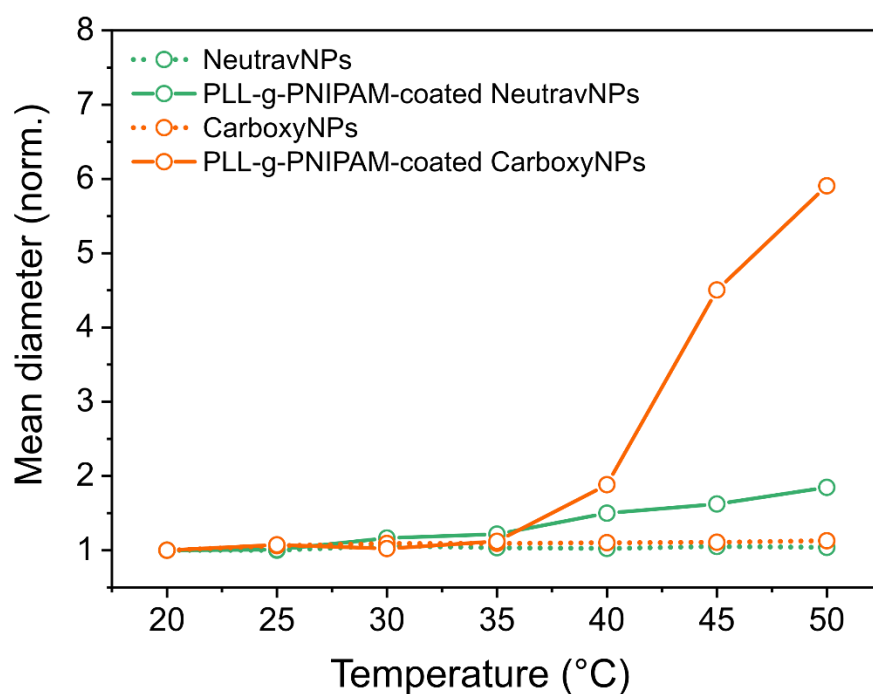 8
7
6
5
4
3
2
1
Mean diameter (norm.)
NeutravNPs
PLL-g-PNIPAM-coated NeutravNPs
CarboxyNPs
PLL-g-PNIPAM-coated CarboxyNPs
20 25 30 35 40 45 50
Temperature (°C)